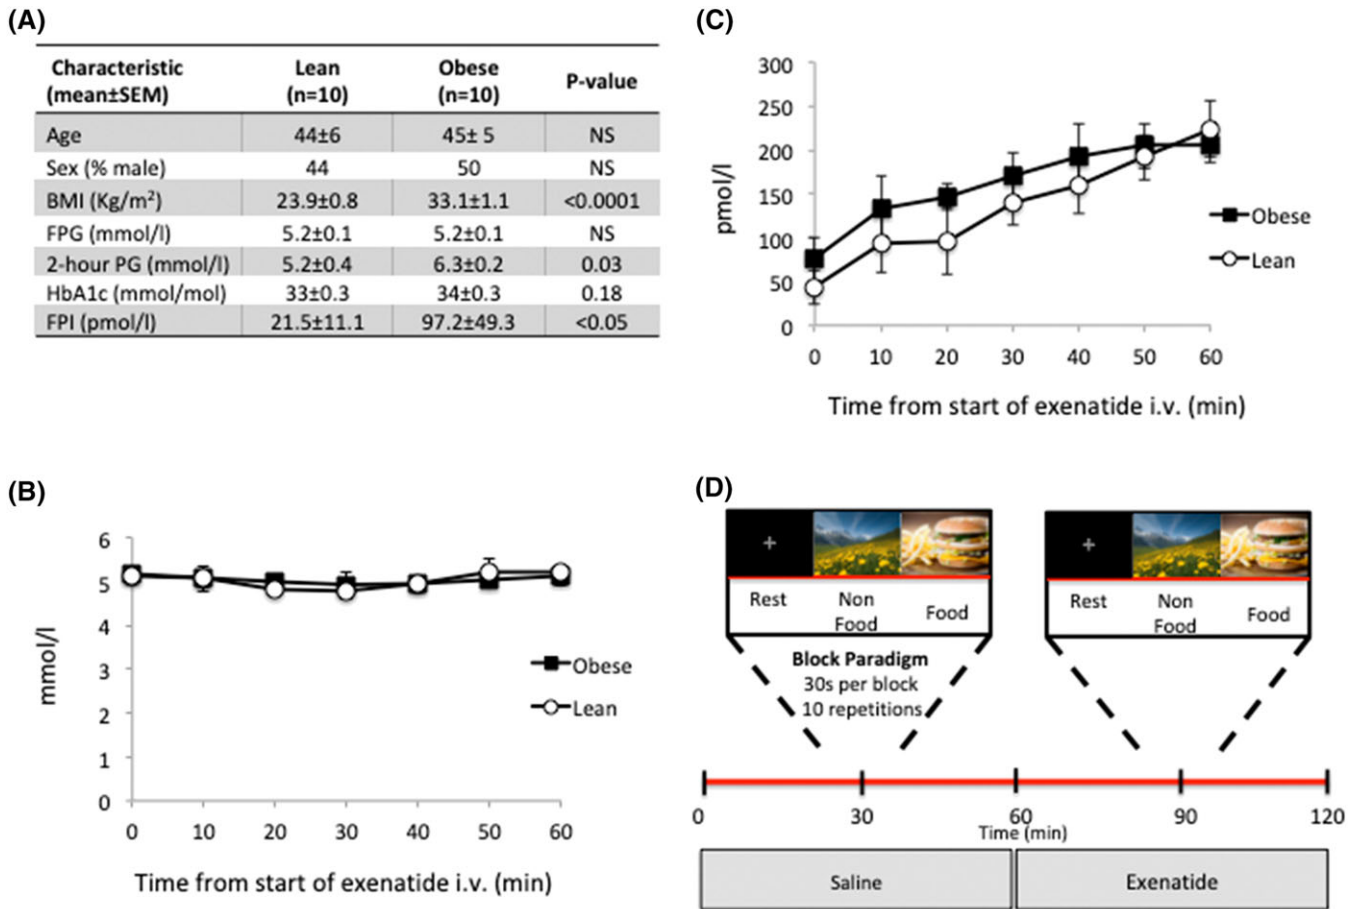 (A)
Characteristic Lean Obese P-value
(mean±SEM) (n=10) (n=10)
Age 44±6 45± 5 NS
Sex (% male) 44 50 NS
BMI (Kg/m²) 23.9±0.8 33.1±1.1 <0.0001
FPG (mmol/l) 5.2±0.1 5.2±0.1 NS
2-hour PG (mmol/l) 5.2±0.4 6.3±0.2 0.03
HbA1c (mmol/mol) 33±0.3 34±0.3 0.18
FPI (pmol/l) 21.5±11.1 97.2±49.3 <0.05
(B)
mmol/l
6
5
4
3
2
1
0
0 10 20 30 40 50 60
Time from start of exenatide i.v. (min)
Obese
Lean
(C)
pmol/l
300
250
200
150
100
50
0
0 10 20 30 40 50 60
Time from start of exenatide i.v. (min)
Obese
Lean
(D)
Rest Non Food Food
Rest Non Food Food
Block Paradigm
30s per block
10 repetitions
0 30 60 90 120
Time (min)
Saline Exenatide